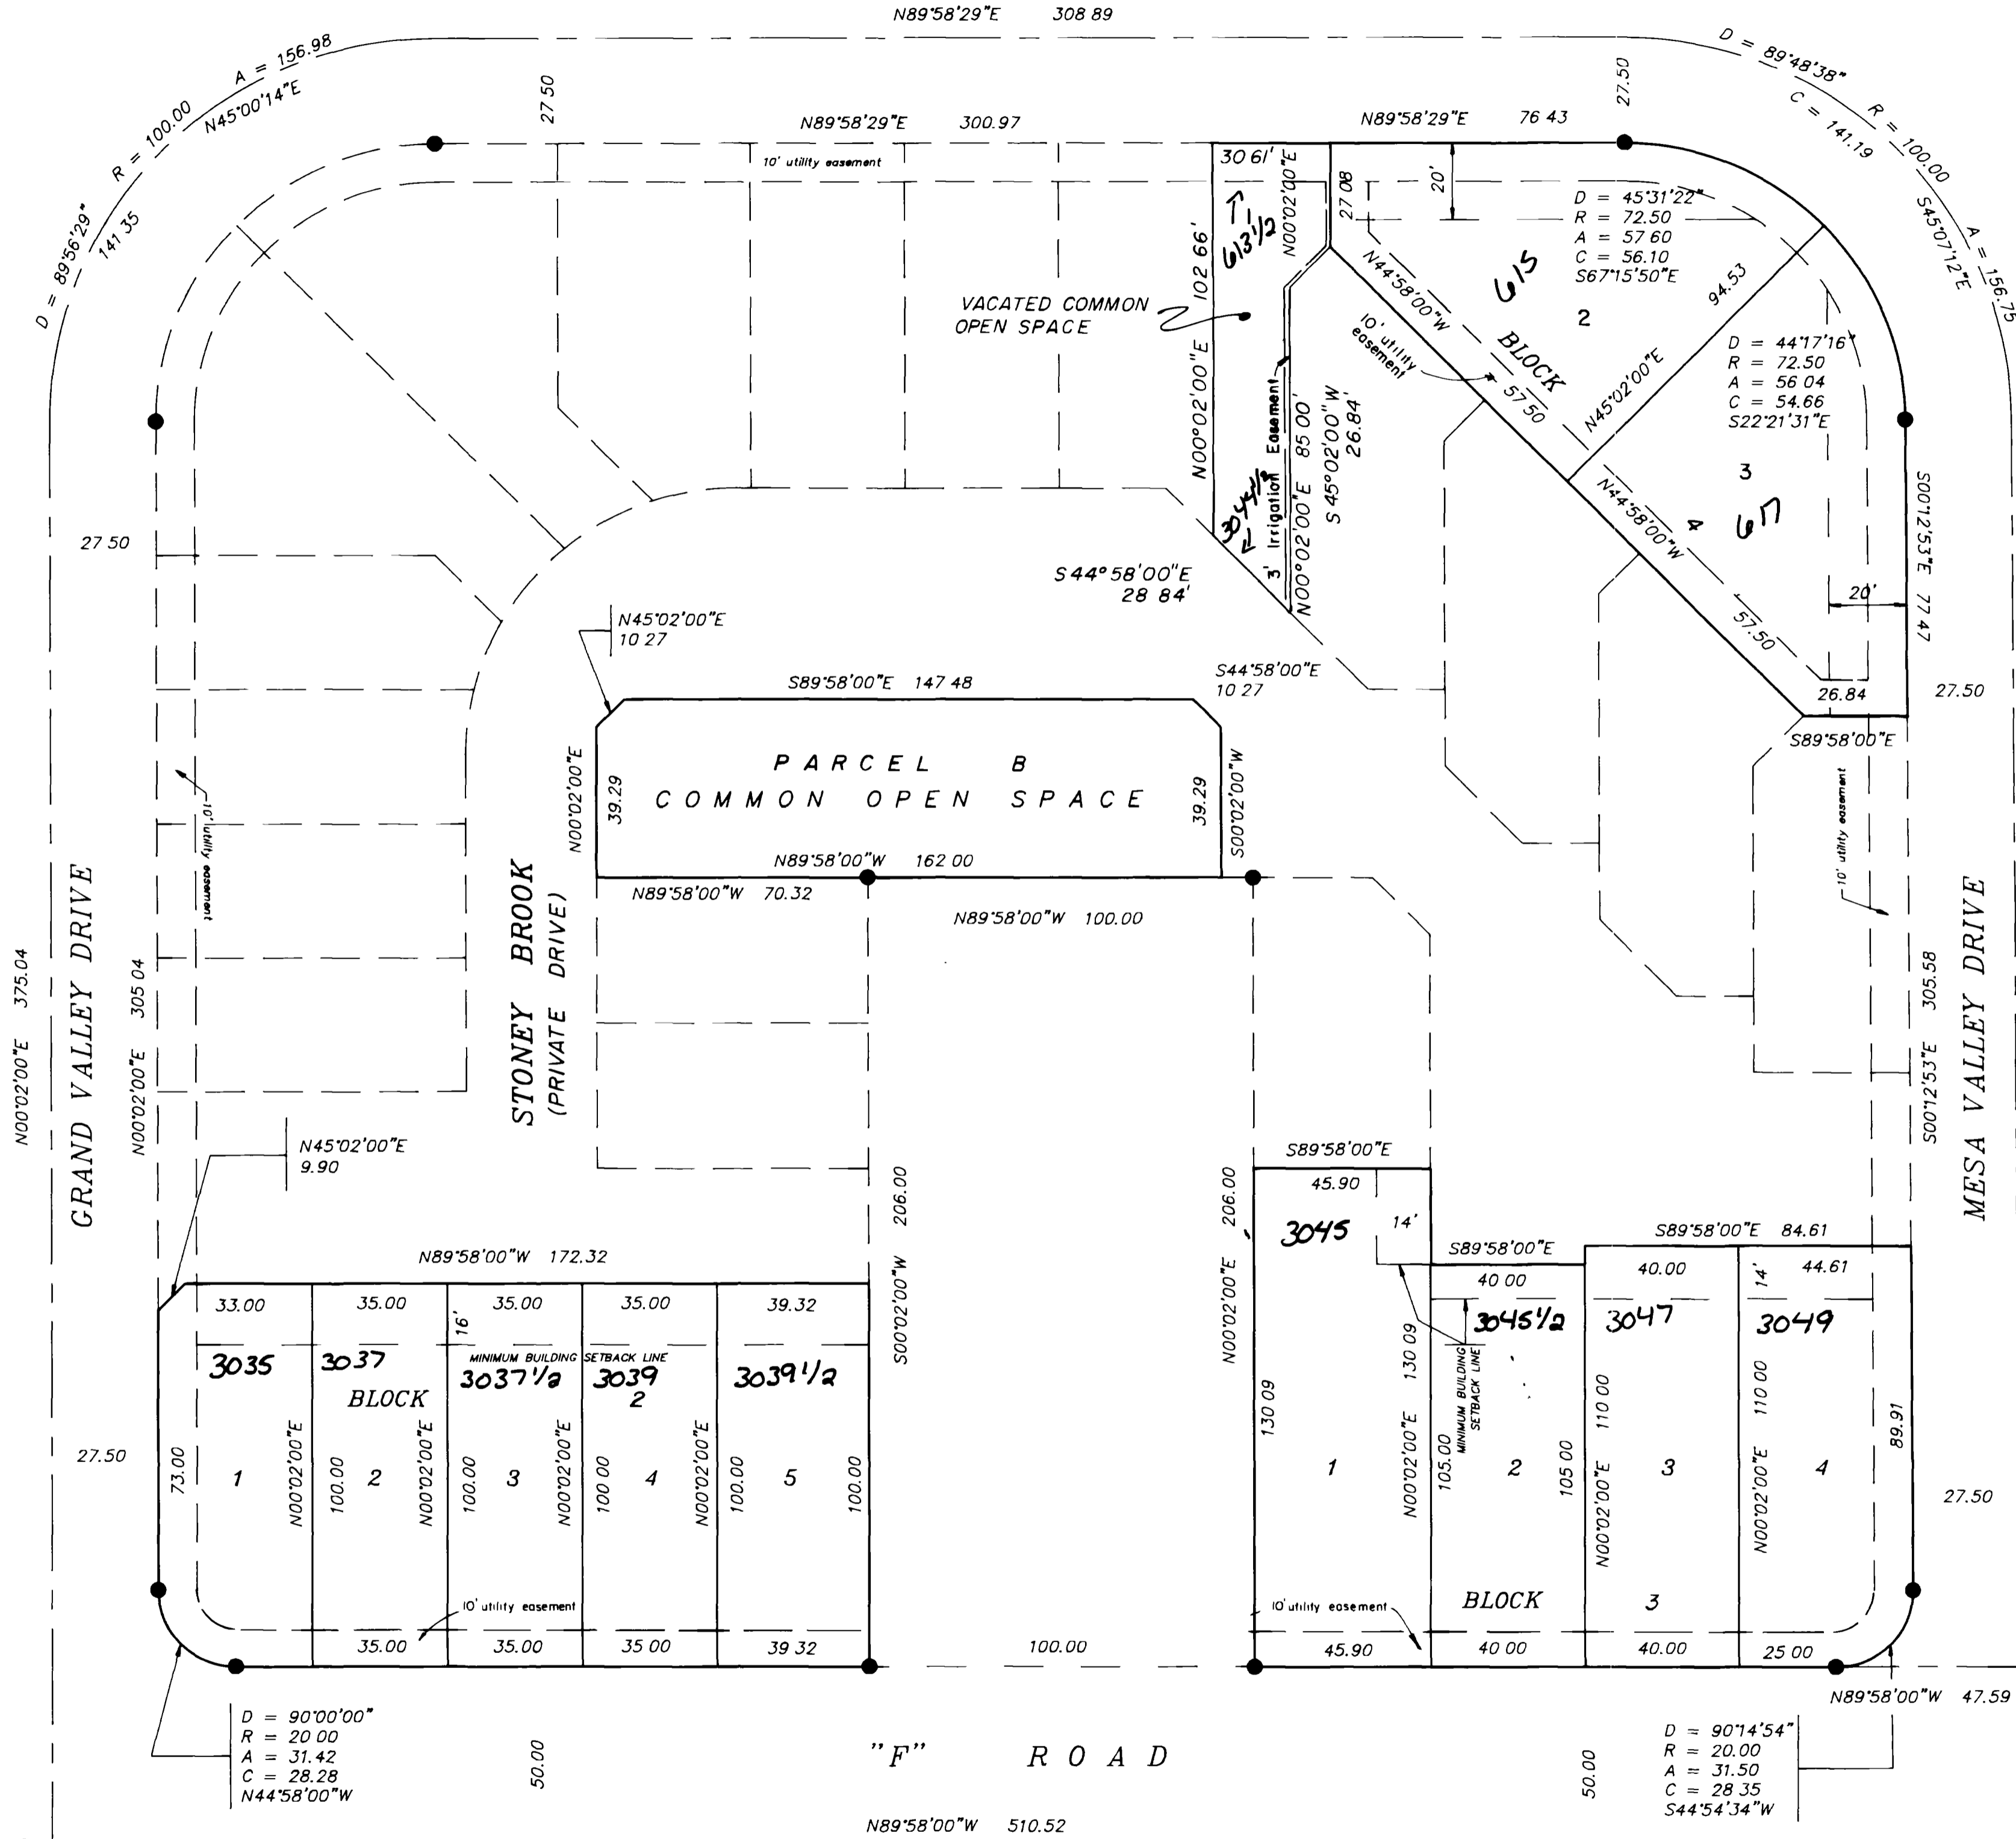 N89°58'29"E 308 89
A = 156.98
N45°00'14"E
R = 100.00
141.35
D = 89°56'29"
27 50
N89°58'29"E 300.97
10' utility easement
N89°58'29"E 76 43
27.50
D = 89°48'38"
C = 141.19
R = 100.00
S45°07'12"E
A = 156.75
30 61'
N00°02'00"E
27 08
20'
1
613 1/2
N00°02'00"E 102 66'
VACATED COMMON
OPEN SPACE
D = 45°31'22"
R = 72.50
A = 57 60
C = 56.10
S67°15'50"E
615
2
N44°58'00"W
10' utility
easement
BLOCK
57 50
94.53
N45°02'00"E
D = 44°17'16"
R = 72.50
A = 56 04
C = 54.66
S22°21'31"E
3
4
617
N44°58'00"W
57.50
S00°12'53"E 77 47
20'
26.84
S89°58'00"E
27.50
3' Irrigation Easement
3044 1/2
N00°02'00"E 85 00'
S 45°02'00"W
26.84'
S 44°58'00"E
28 84'
27 50
N45°02'00"E
10 27
S89°58'00"E 147 48
S44°58'00"E
10 27
N00°02'00"E
39.29
PARCEL B
COMMON OPEN SPACE
39.29
S00°02'00"W
N89°58'00"W 162 00
N89°58'00"W 70.32
N89°58'00"W 100.00
10' utility easement
10' utility easement
N00°02'00"E 375.04
GRAND VALLEY DRIVE
N00°02'00"E 305 04
STONEY BROOK
(PRIVATE DRIVE)
S00°12'53"E 305.58
MESA VALLEY DRIVE
N45°02'00"E
9.90
N89°58'00"W 172.32
S00°02'00"W 206.00
N00°02'00"E 206.00
S89°58'00"E
45.90
3045
14'
S89°58'00"E
40 00
S89°58'00"E 84.61
40.00
14'
44.61
33.00
35.00
35.00
35.00
39.32
16'
MINIMUM BUILDING SETBACK LINE
3035
3037
3037 1/2
3039
3039 1/2
BLOCK 2
3045 1/2
3047
3049
MINIMUM BUILDING
SETBACK LINE
27.50
73.00
1
N00°02'00"E
100.00
2
N00°02'00"E
100.00
3
N00°02'00"E
100 00
4
N00°02'00"E
100.00
5
100.00
130 09
1
N00°02'00"E 130 09
105.00
2
105 00
N00°02'00"E 110 00
3
N00°02'00"E 110 00
4
89.91
27.50
10' utility easement
35.00
35.00
35 00
39 32
100.00
10' utility easement
BLOCK 3
45.90
40 00
40.00
25 00
N89°58'00"W 47.59
D = 90°00'00"
R = 20 00
A = 31.42
C = 28.28
N44°58'00"W
50.00
"F" ROAD
50.00
D = 90°14'54"
R = 20.00
A = 31.50
C = 28 35
S44°54'34"W
N89°58'00"W 510.52